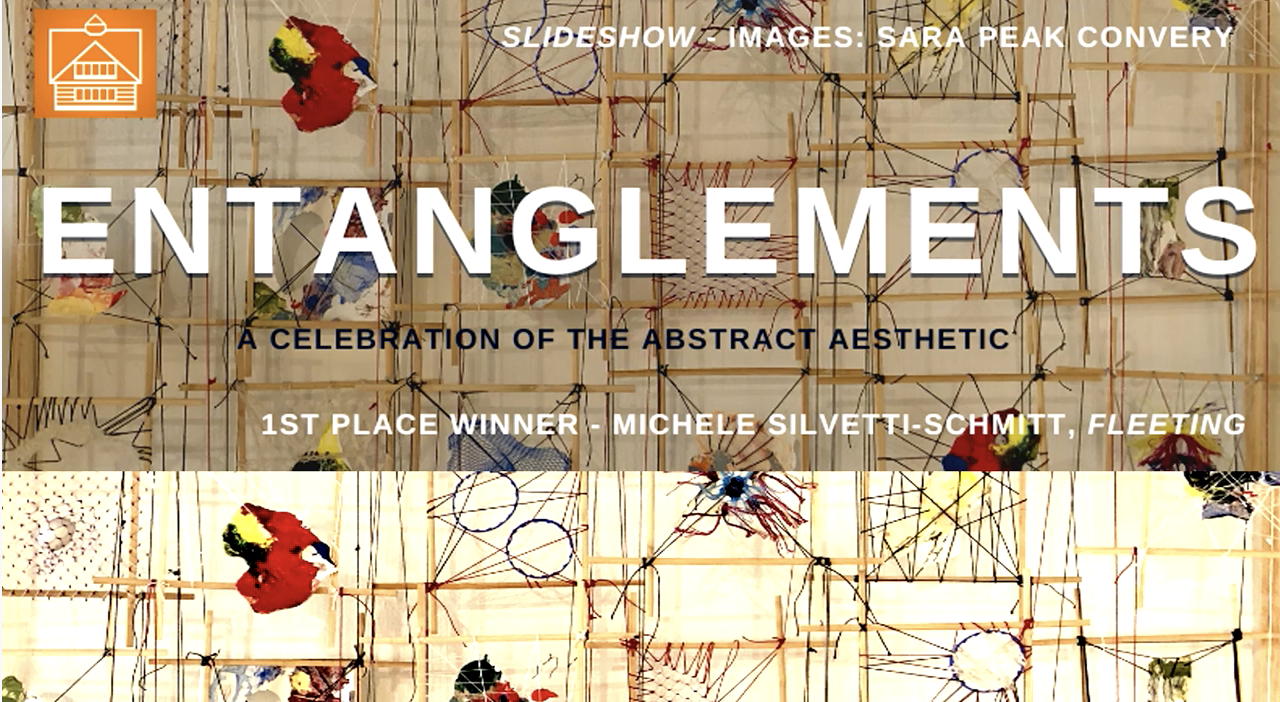 SLIDESHOW - IMAGES: SARA PEAK CONVERY
ENTANGLEMENTS
A CELEBRATION OF THE ABSTRACT AESTHETIC
1ST PLACE WINNER - MICHELE SILVETTI-SCHMITT, FLEETING